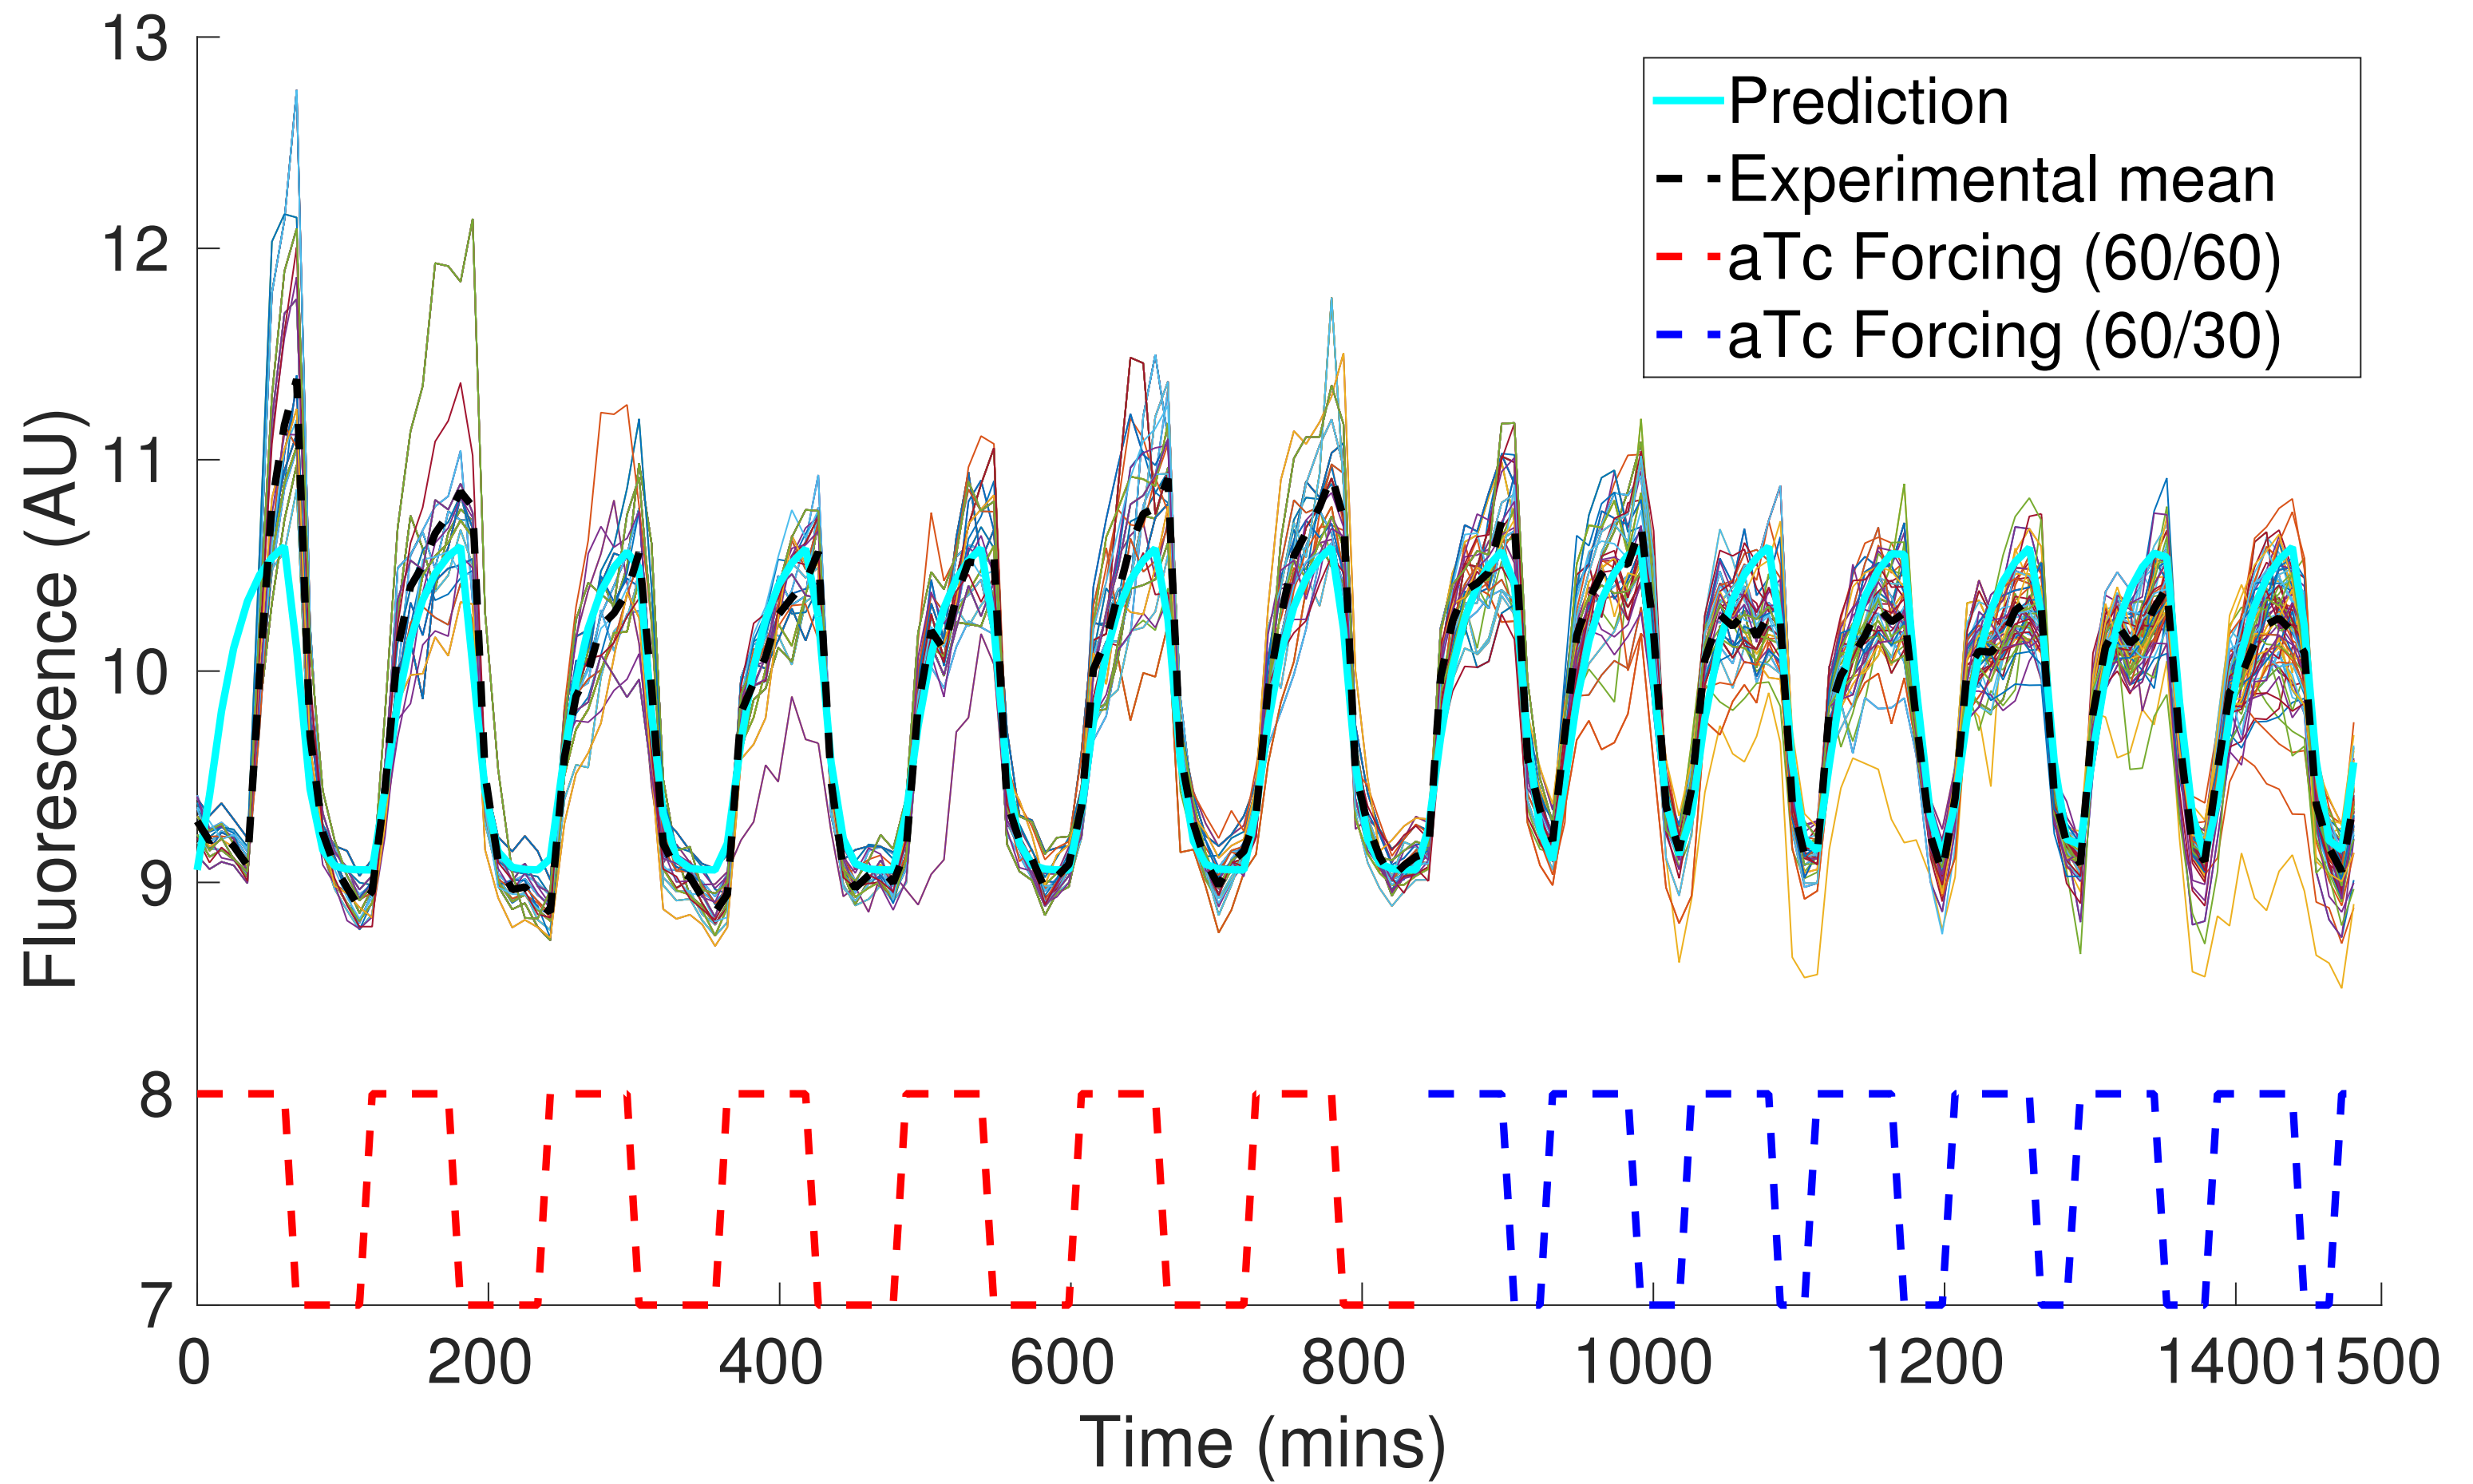 13
12
11
10
9
8
7
Fluorescence (AU)
Prediction
Experimental mean
aTc Forcing (60/60)
aTc Forcing (60/30)
0 200 400 600 800 1000 1200 1400 1500
Time (mins)